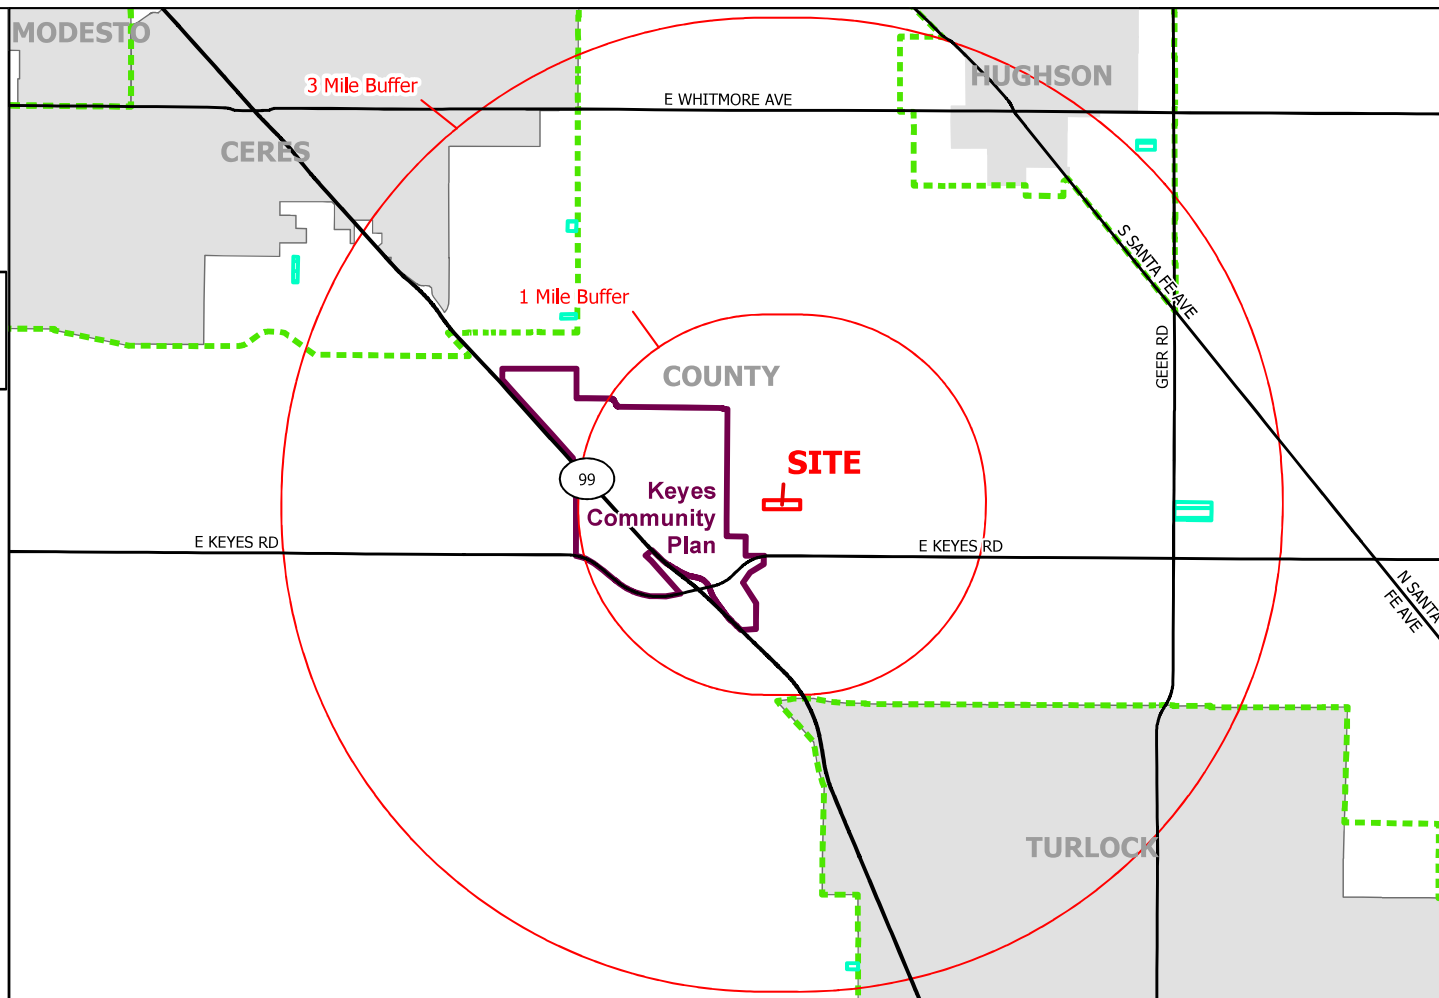 MODESTO
HUGHSON
3 Mile Buffer
E WHITMORE AVE
CERES
S SANTA FE AVE
1 Mile Buffer
GEER RD
COUNTY
SITE
99
Keyes
Community
Plan
E KEYES RD
E KEYES RD
N SANTA
FE AVE
TURLOCK